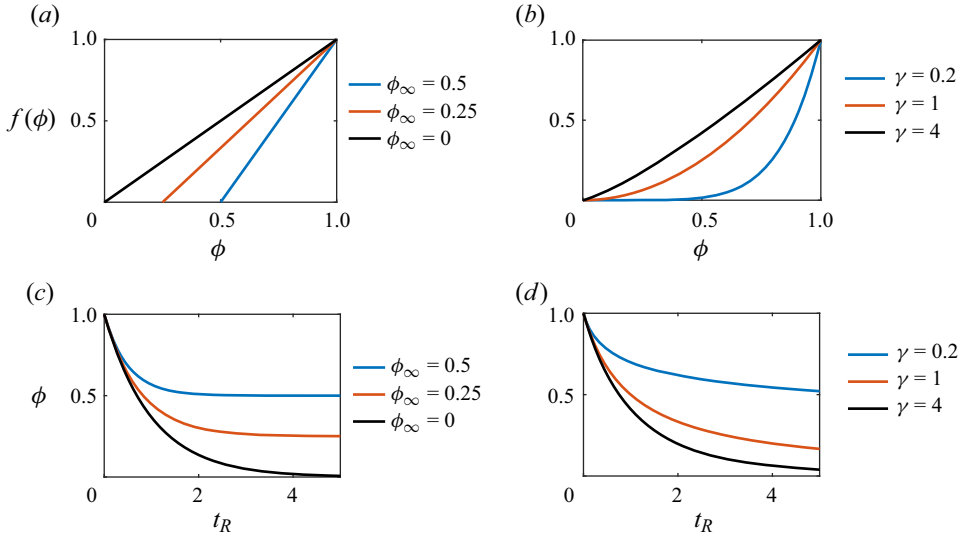 (a)
1.0
f(ϕ)
0.5
0
0.5
1.0
ϕ
ϕ∞ = 0.5
ϕ∞ = 0.25
ϕ∞ = 0
(b)
1.0
0.5
0
0.5
1.0
ϕ
γ = 0.2
γ = 1
γ = 4
(c)
1.0
ϕ
0.5
0
2
4
t_R
ϕ∞ = 0.5
ϕ∞ = 0.25
ϕ∞ = 0
(d)
1.0
0.5
0
2
4
t_R
γ = 0.2
γ = 1
γ = 4